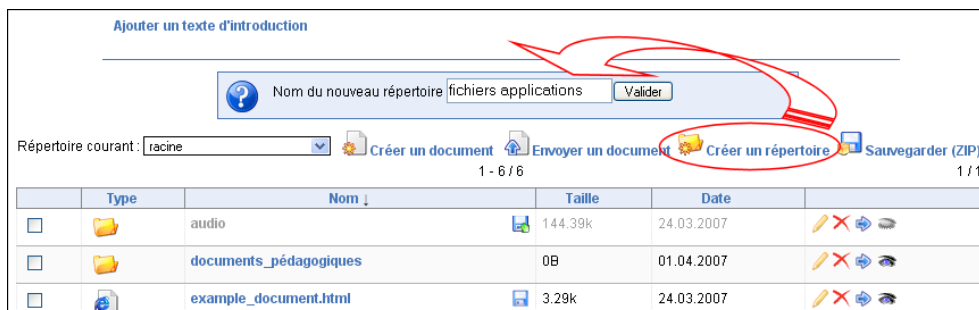 Ajouter un texte d'introduction
Nom du nouveau répertoire fichiers applications Valider
Répertoire courant : racine Créer un document Envoyer un document Créer un répertoire Sauvegarder (ZIP)
1 - 6 / 6 1 / 1
Type Nom ↓ Taille Date
audio 144.39k 24.03.2007
documents_pédagogiques 0B 01.04.2007
example_document.html 3.29k 24.03.2007